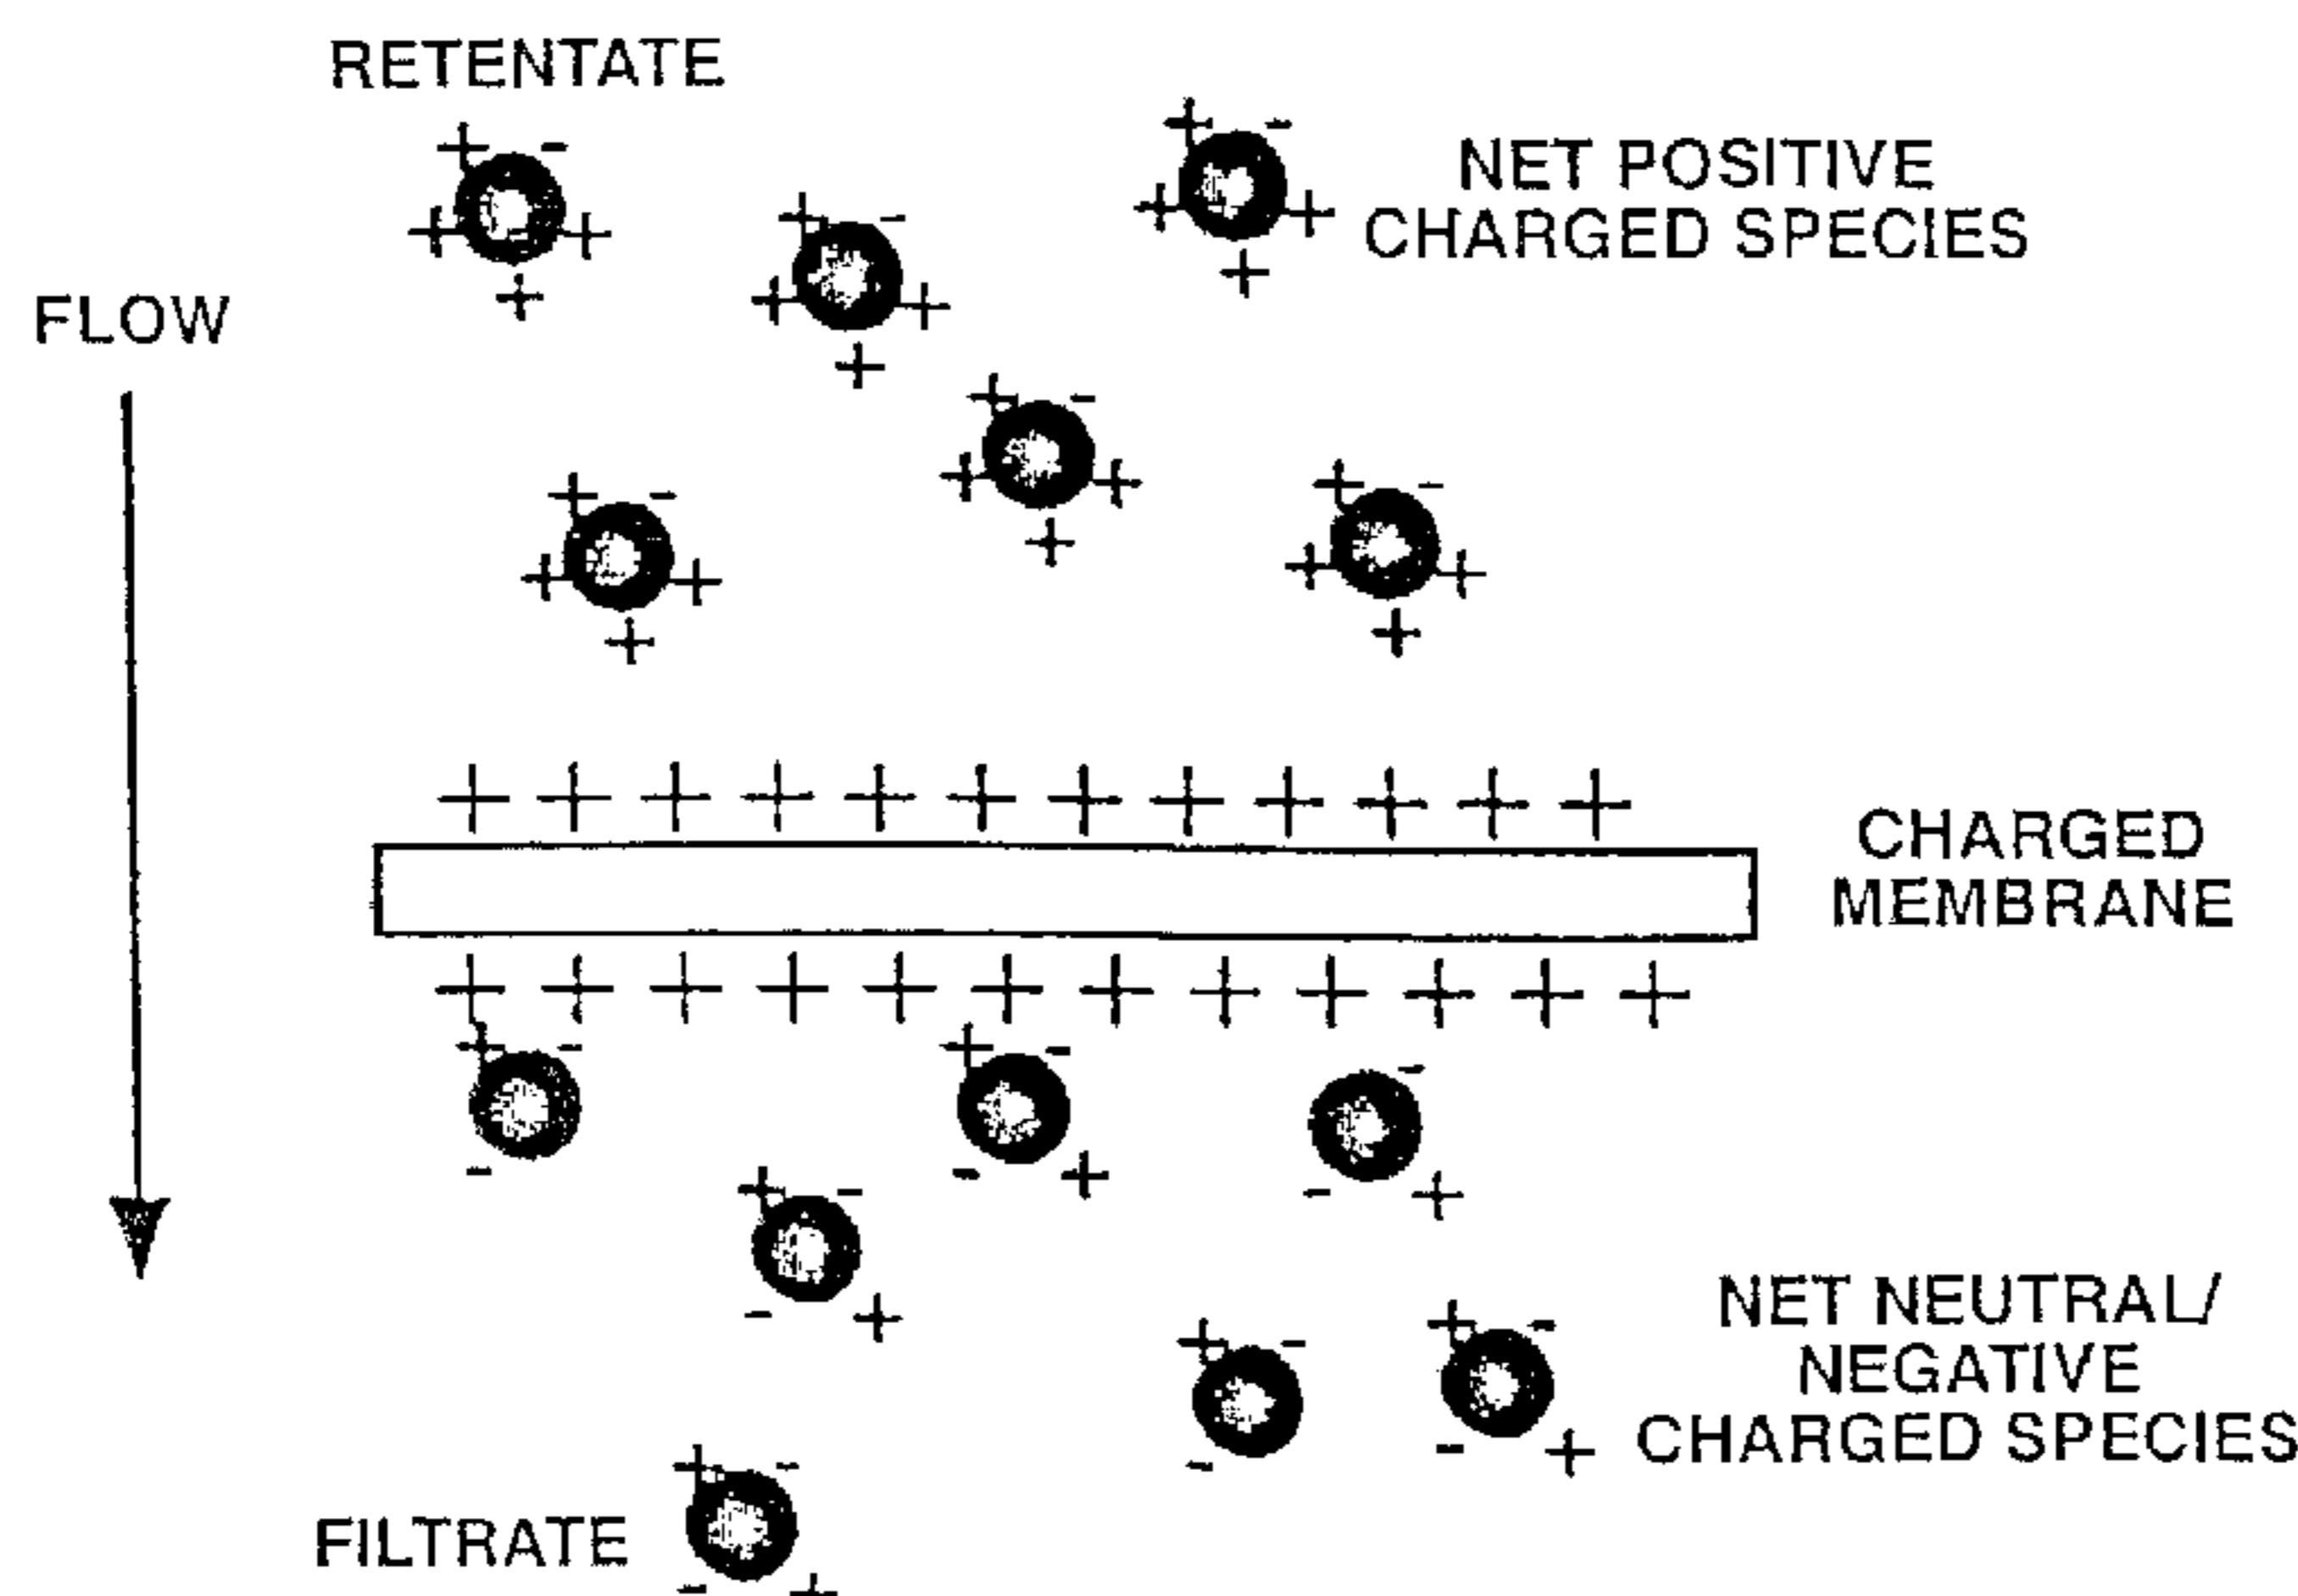 RETENTATE
NET POSITIVE
CHARGED SPECIES
FLOW
CHARGED
MEMBRANE
NET NEUTRAL/
NEGATIVE
CHARGED SPECIES
FILTRATE